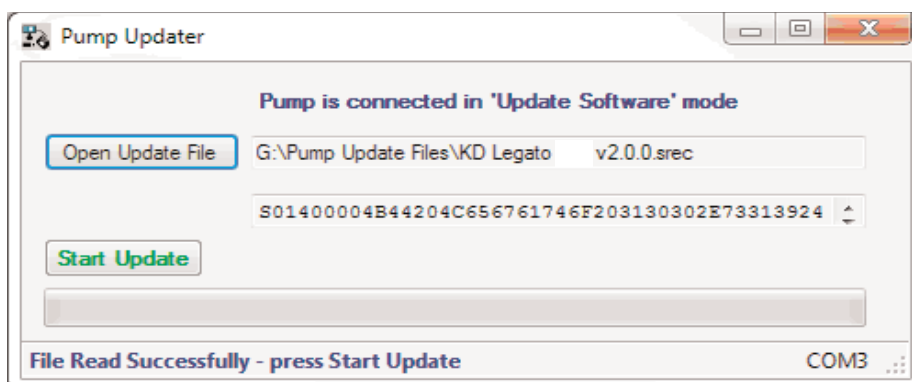 Pump Updater
Pump is connected in 'Update Software' mode
Open Update File G:\Pump Update Files\KD Legato v2.0.0.srec
S01400004B44204C656761746F203130302E73313924
Start Update
File Read Successfully - press Start Update COM3